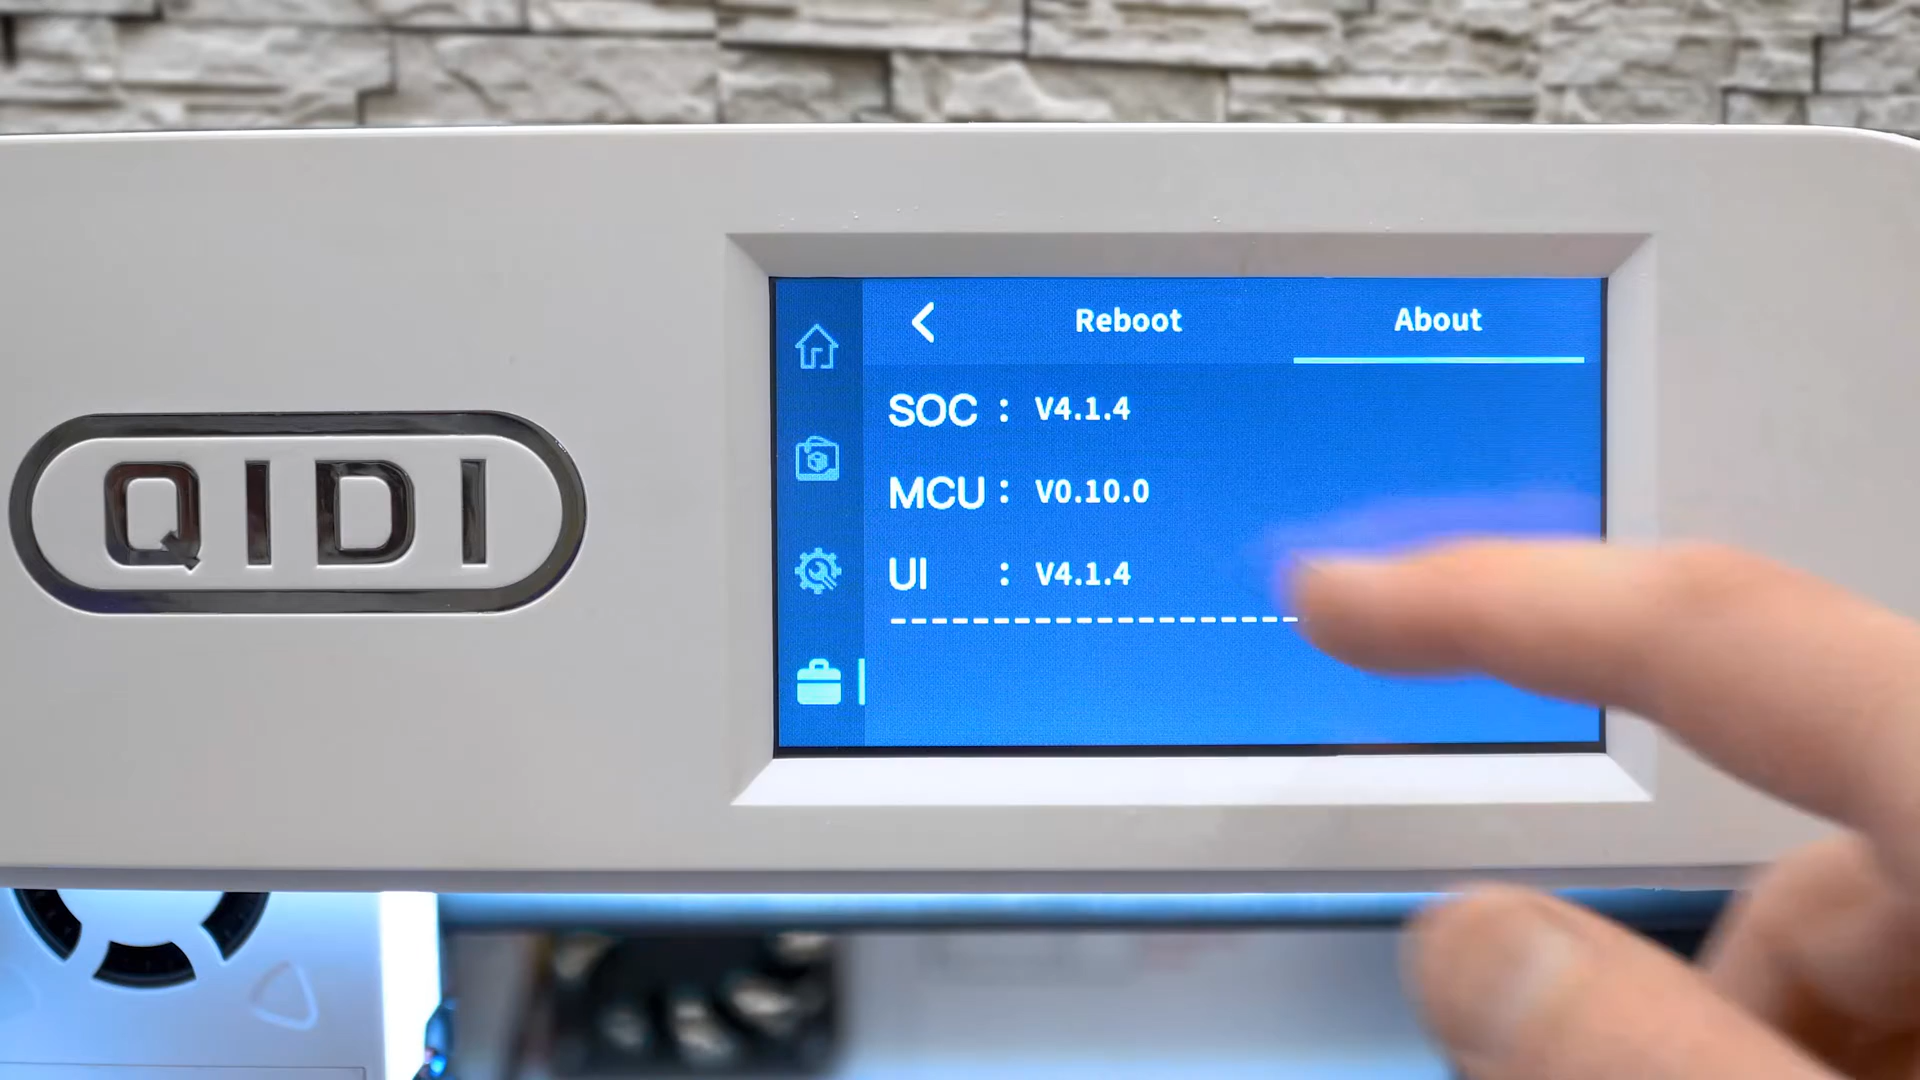 QIDI
Reboot About
SOC : V4.1.4
MCU : V0.10.0
UI : V4.1.4